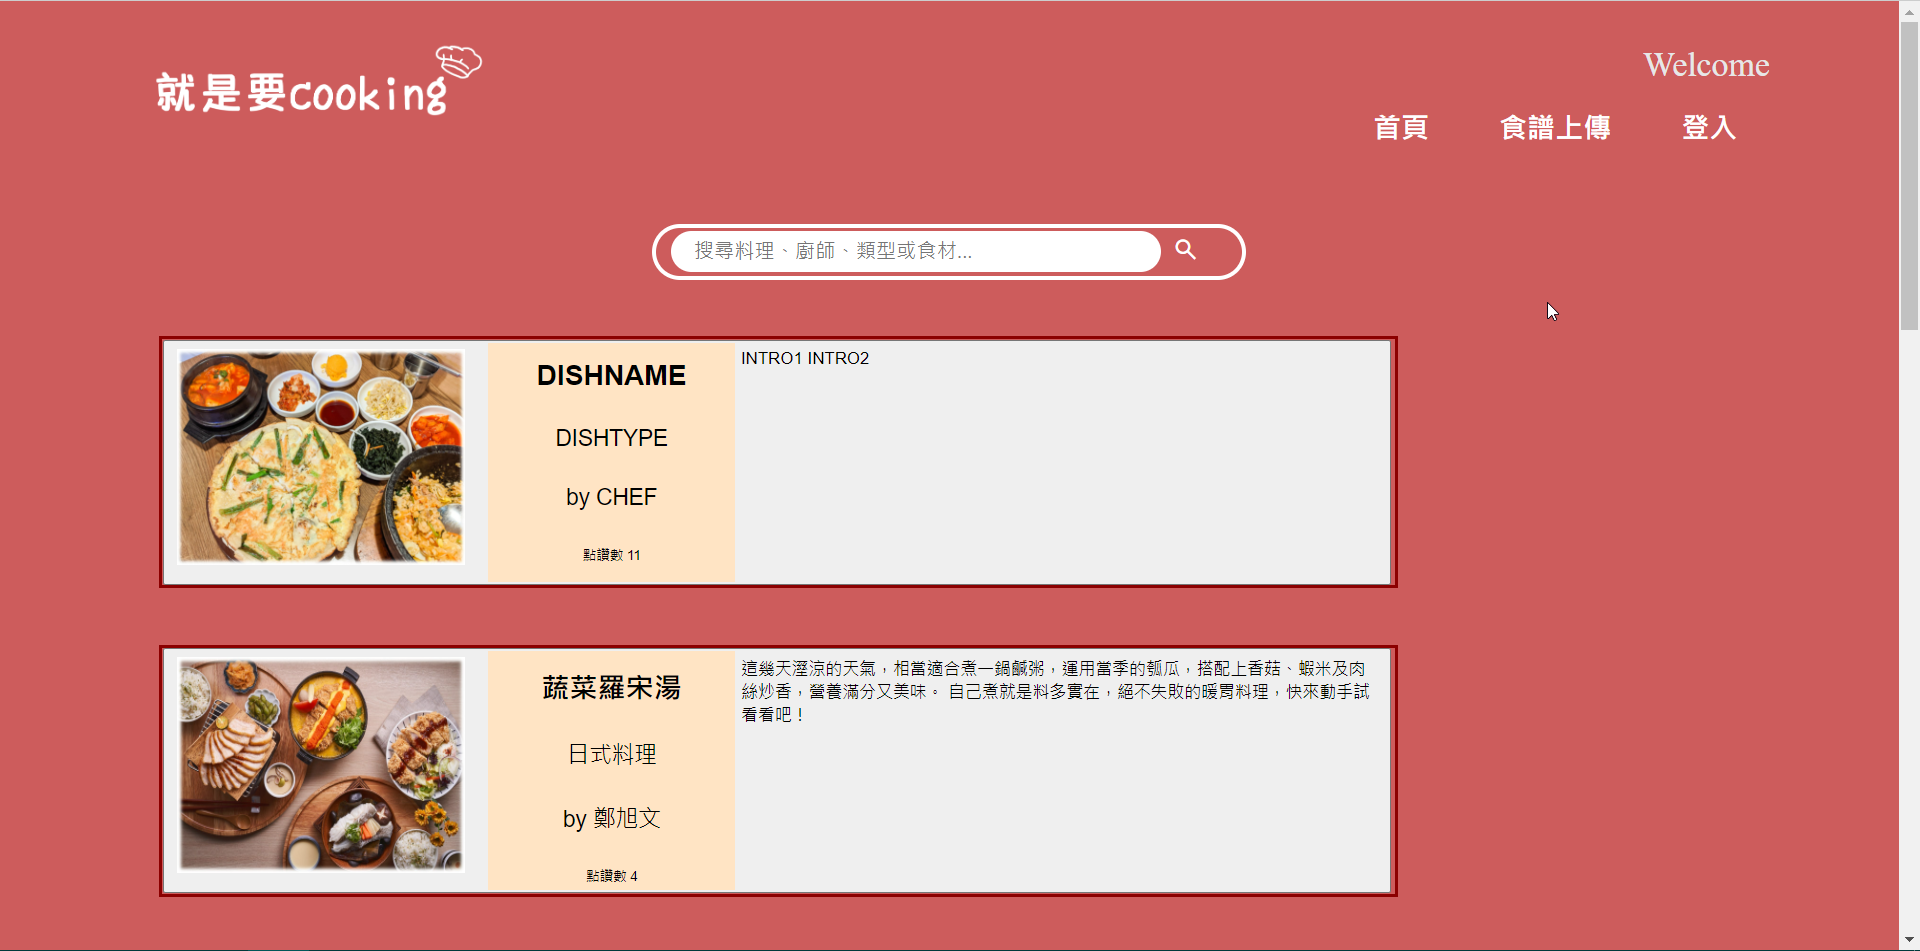 就是要cooking
Welcome
首頁 食譜上傳 登入
搜尋料理、廚師、類型或食材...
DISHNAME
DISHTYPE
by CHEF
點讚數 11
INTRO1 INTRO2
蔬菜羅宋湯
日式料理
by 鄭旭文
點讚數 4
這幾天溼涼的天氣，相當適合煮一鍋鹹粥，運用當季的瓠瓜，搭配上香菇、蝦米及肉
絲炒香，營養滿分又美味。 自己煮就是料多實在，絕不失敗的暖胃料理，快來動手試
看看吧！